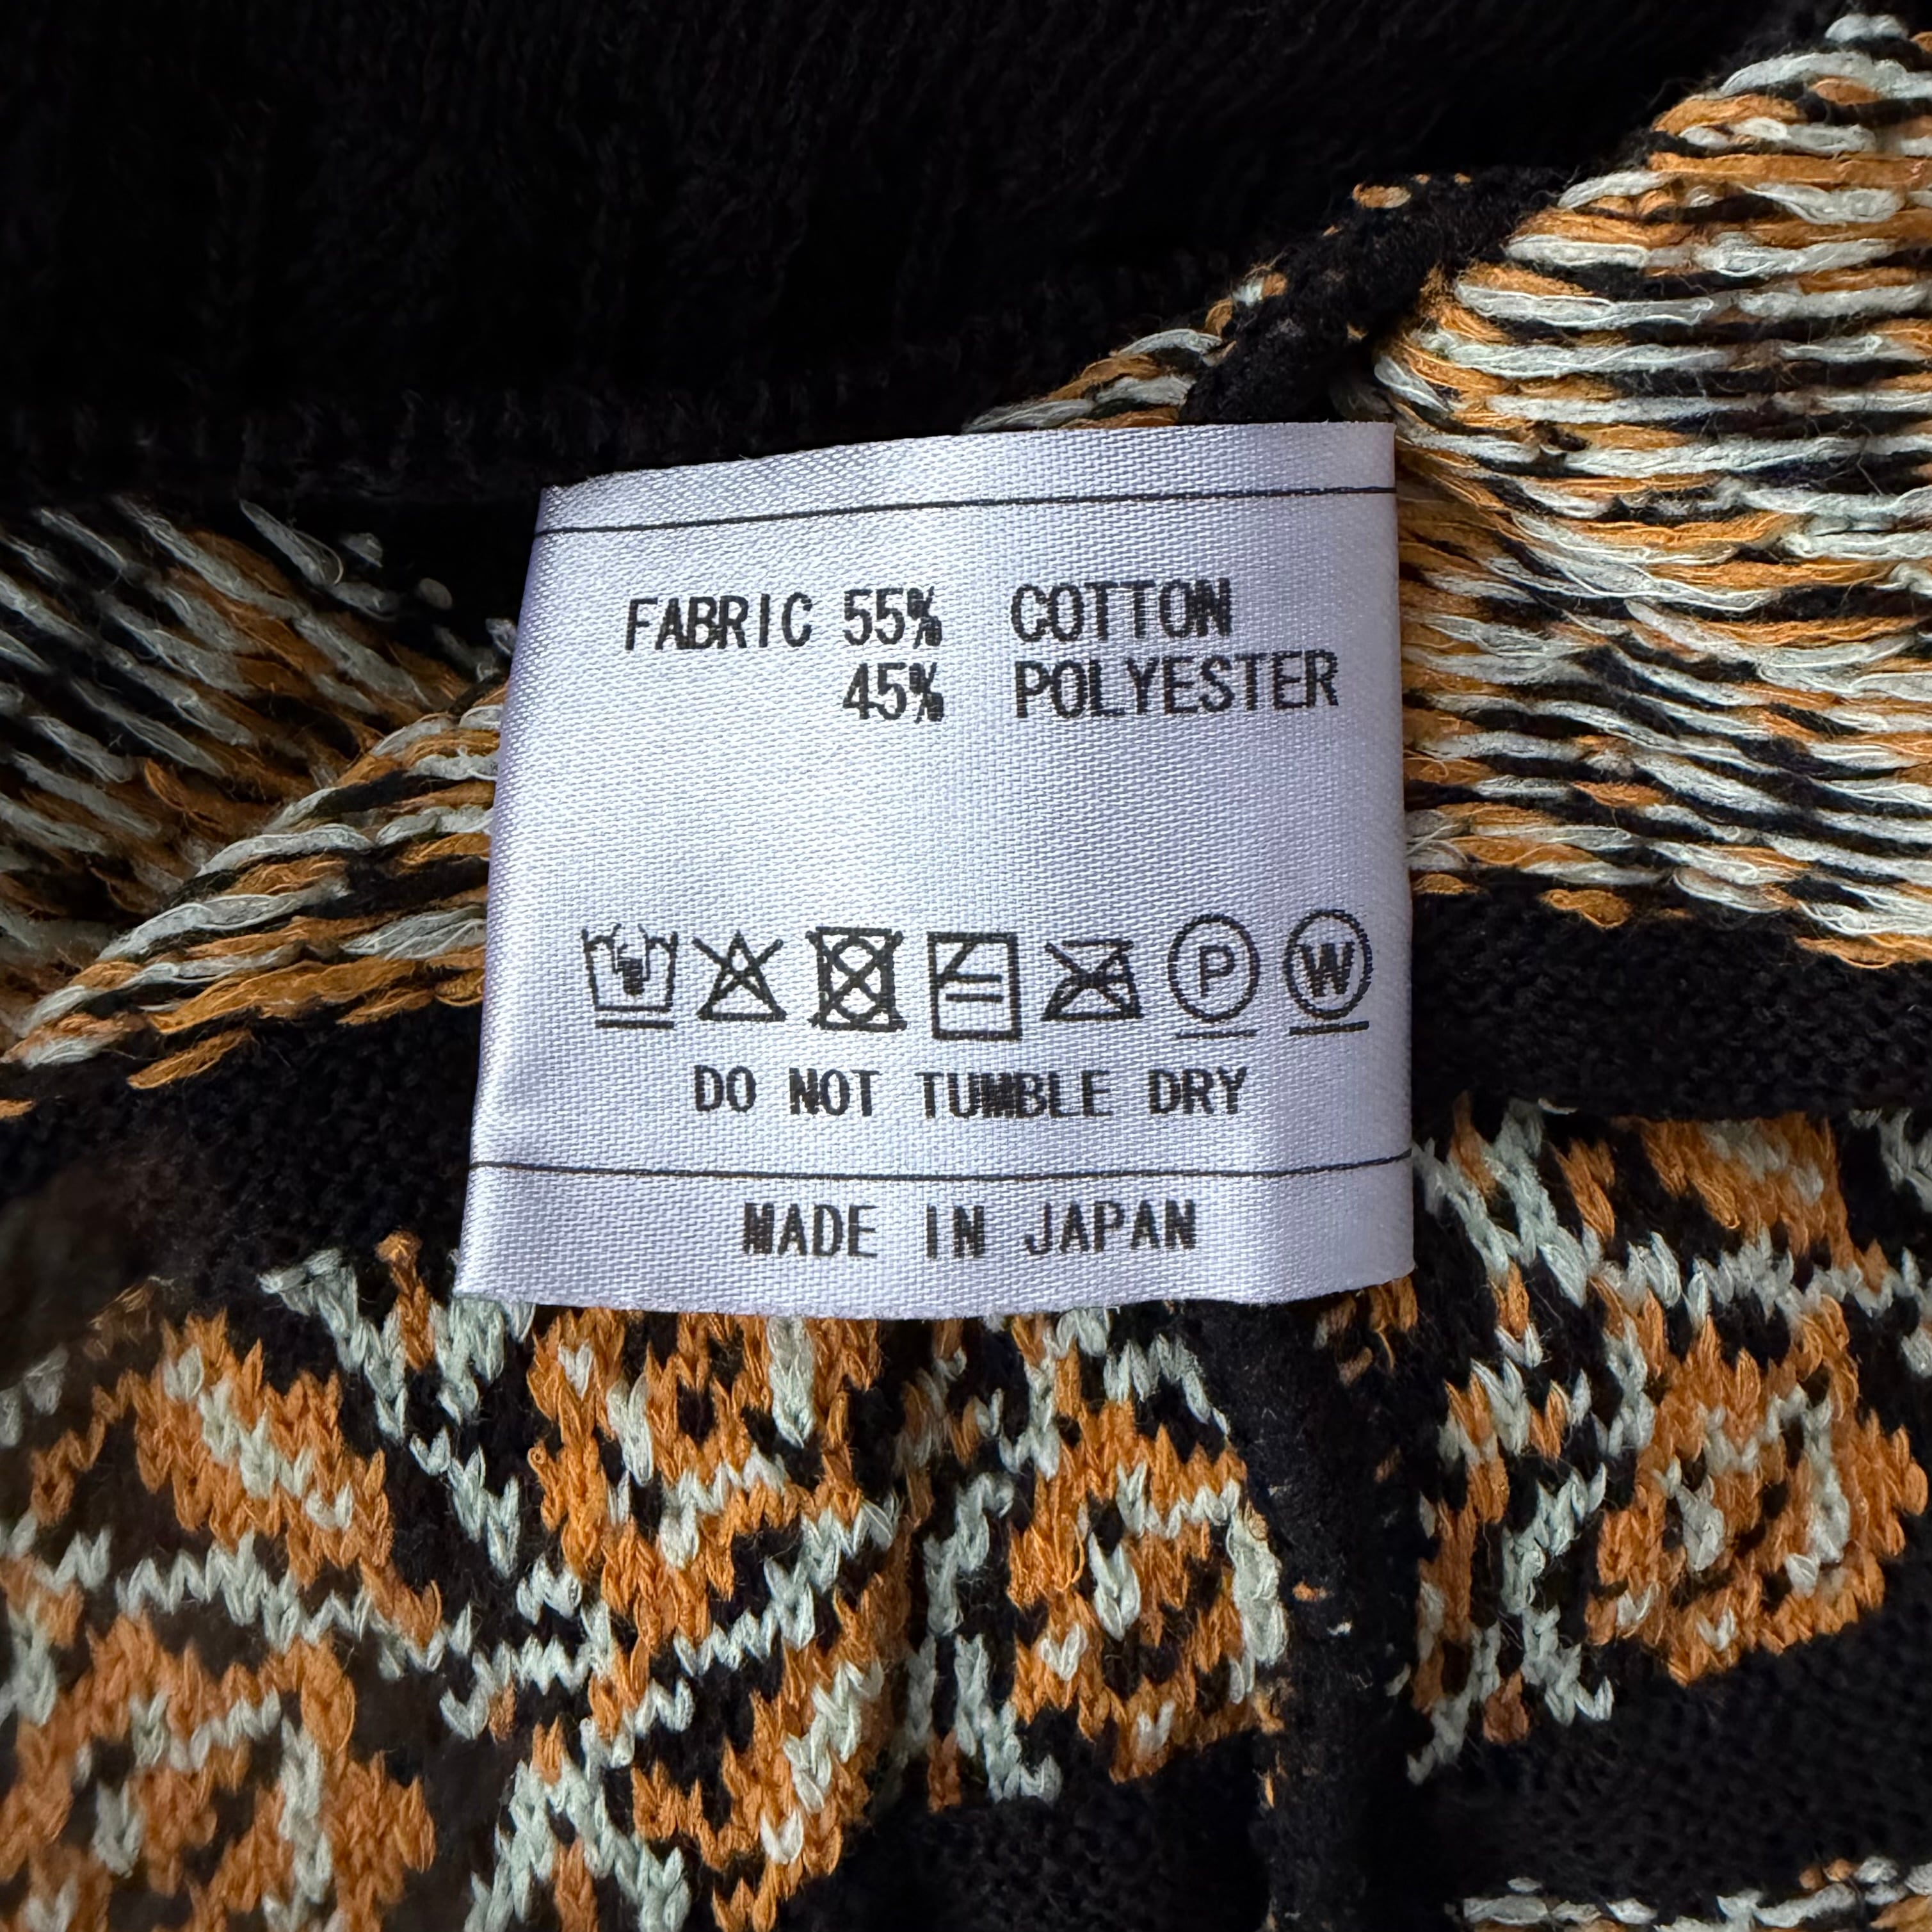 FABRIC 55% COTTON
45% POLYESTER
P W
DO NOT TUMBLE DRY
MADE IN JAPAN